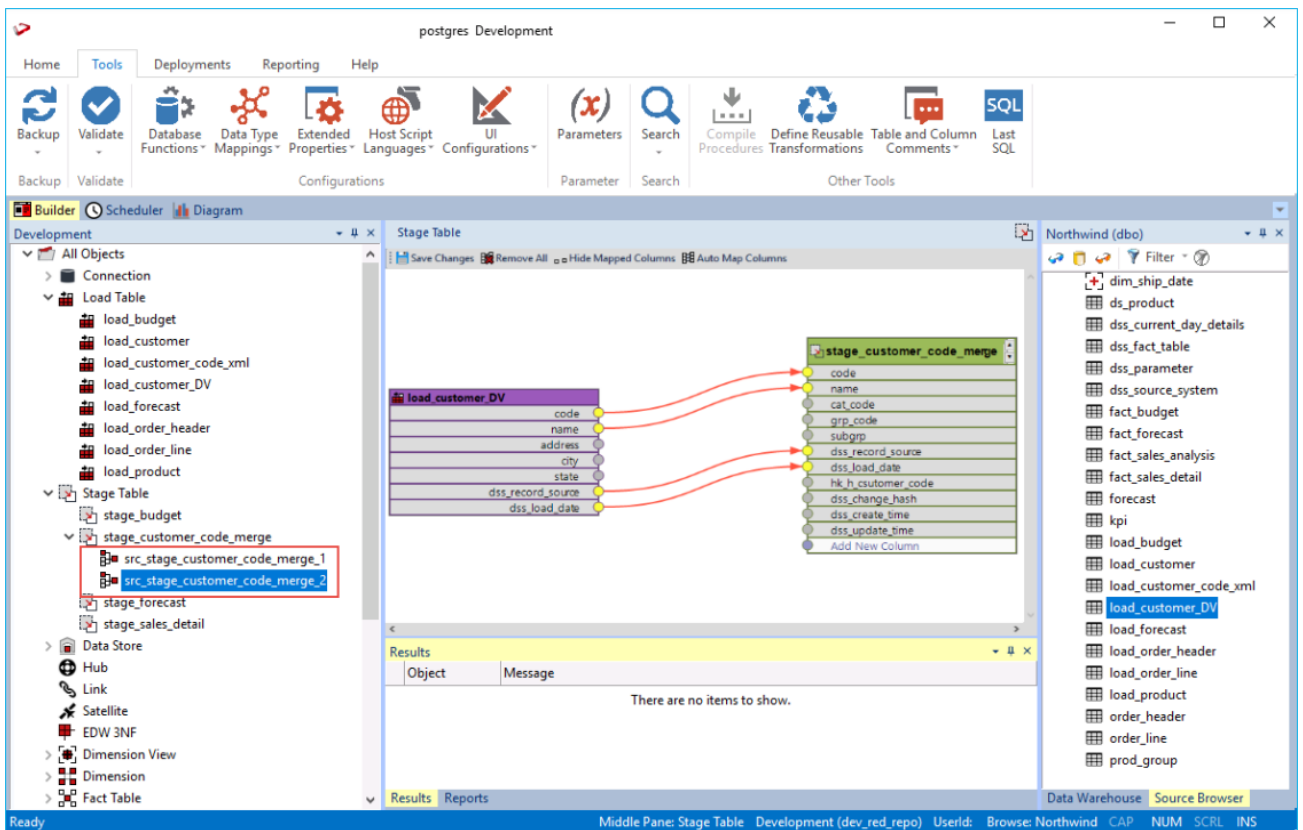 postgres Development
Home Tools Deployments Reporting Help
Backup Validate Database Functions Data Type Mappings Extended Properties Host Script Languages UI Configurations Parameters Search Compile Procedures Define Reusable Transformations Table and Column Comments SQL Last SQL
Backup Validate Configurations Parameter Search Other Tools
Builder Scheduler Diagram
Development
All Objects
Connection
Load Table
load_budget
load_customer
load_customer_code_xml
load_customer_DV
load_forecast
load_order_header
load_order_line
load_product
Stage Table
stage_budget
stage_customer_code_merge
src_stage_customer_code_merge_1
src_stage_customer_code_merge_2
stage_forecast
stage_sales_detail
Data Store
Hub
Link
Satellite
EDW 3NF
Dimension View
Dimension
Fact Table
Stage Table
Save Changes Remove All Hide Mapped Columns Auto Map Columns
load_customer_DV
code
name
address
city
state
dss_record_source
dss_load_date
stage_customer_code_merge
code
name
cat_code
grp_code
subgrp
dss_record_source
dss_load_date
hk_h_csutomer_code
dss_change_hash
dss_create_time
dss_update_time
Add New Column
Results
Object Message
There are no items to show.
Results Reports
Northwind (dbo)
Filter
dim_ship_date
ds_product
dss_current_day_details
dss_fact_table
dss_parameter
dss_source_system
fact_budget
fact_forecast
fact_sales_analysis
fact_sales_detail
forecast
kpi
load_budget
load_customer
load_customer_code_xml
load_customer_DV
load_forecast
load_order_header
load_order_line
load_product
order_header
order_line
prod_group
Data Warehouse Source Browser
Ready Middle Pane: Stage Table Development (dev_red_repo) UserId: Browse: Northwind CAP NUM SCRL INS